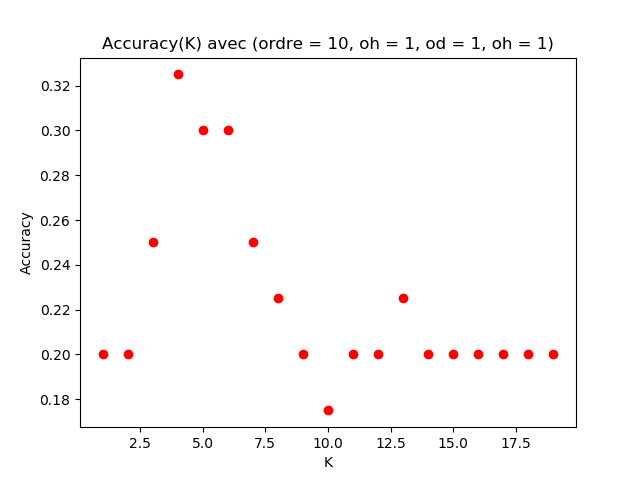 Accuracy(K) avec (ordre = 10, oh = 1, od = 1, oh = 1)
0.32
0.30
0.28
0.26
0.24
0.22
0.20
0.18
Accuracy
2.5 5.0 7.5 10.0 12.5 15.0 17.5
K